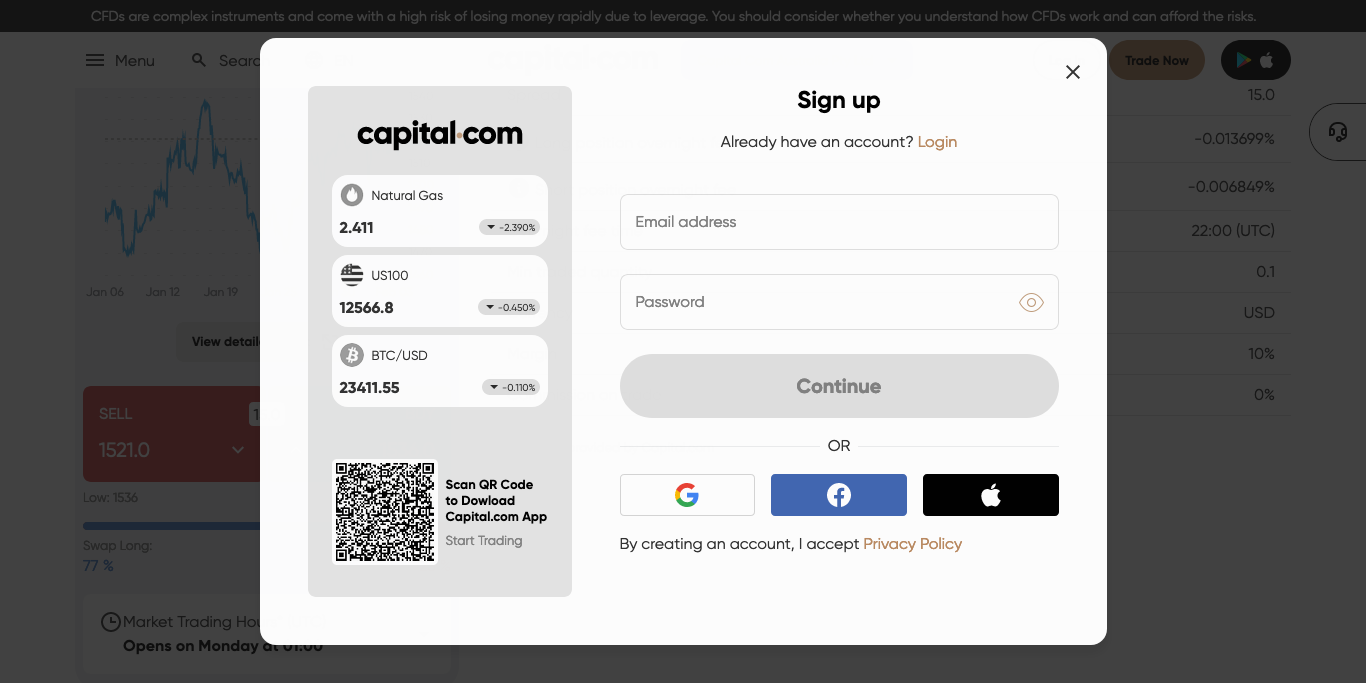 CFDs are complex instruments and come with a high risk of losing money rapidly due to leverage. You should consider whether you understand how CFDs work and can afford the risks.
Menu
Searc
Trade Now
15.0
-0.013699%
-0.006849%
22:00 (UTC)
0.1
USD
10%
0%
Jan 06 Jan 12 Jan 19
View detail
SELL
1521.0
Low: 1536
Swap Long:
77 %
Market Trading Hou
Opens on Monday at 01:00
capital.com
Natural Gas
2.411 -2.390%
US100
12566.8 -0.450%
BTC/USD
23411.55 -0.110%
Scan QR Code
to Dowload
Capital.com App
Start Trading
Sign up
Already have an account? Login
Email address
Password
Continue
OR
By creating an account, I accept Privacy Policy